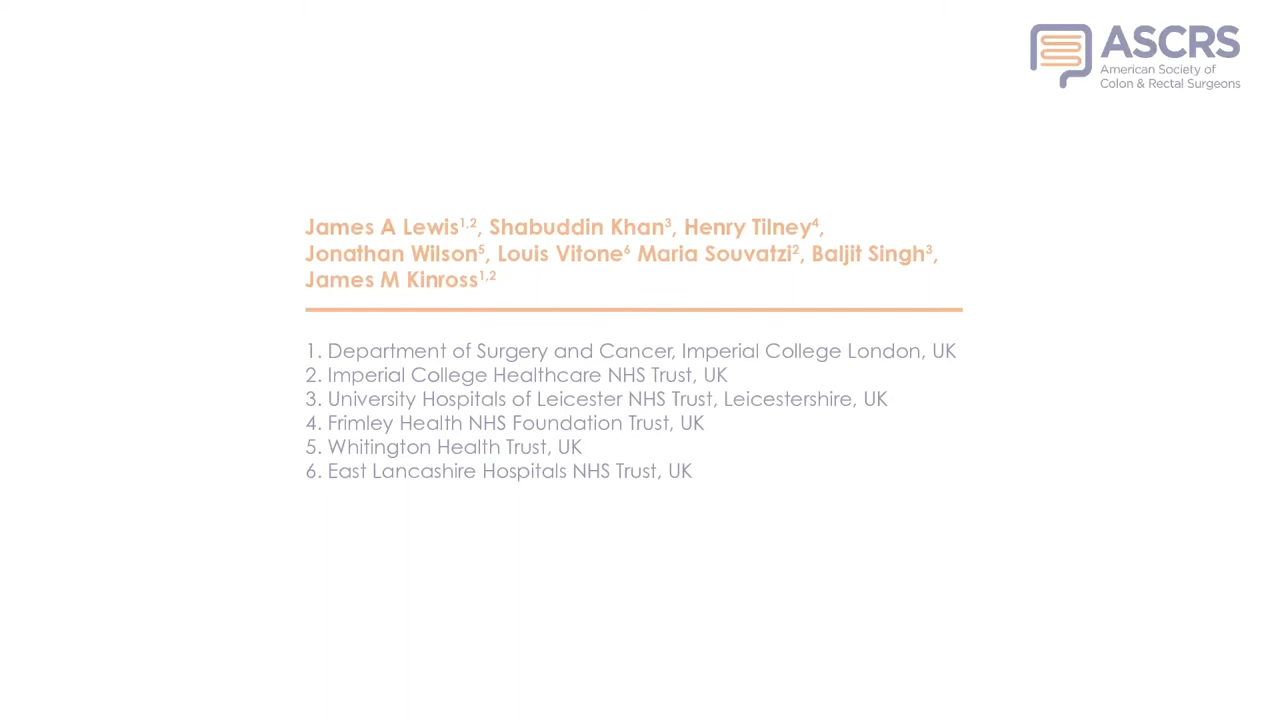 ASCRS
American Society of
Colon & Rectal Surgeons
James A Lewis1,2, Shabuddin Khan3, Henry Tilney4,
Jonathan Wilson5, Louis Vitone6 Maria Souvatzi2, Baljit Singh3,
James M Kinross1,2
1. Department of Surgery and Cancer, Imperial College London, UK
2. Imperial College Healthcare NHS Trust, UK
3. University Hospitals of Leicester NHS Trust, Leicestershire, UK
4. Frimley Health NHS Foundation Trust, UK
5. Whitington Health Trust, UK
6. East Lancashire Hospitals NHS Trust, UK